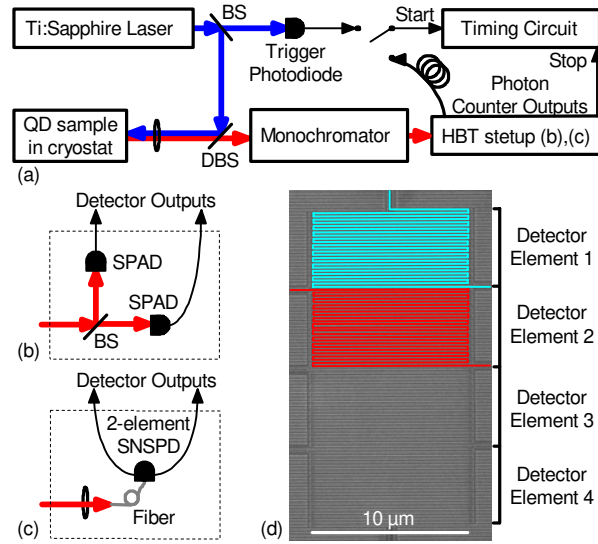 Ti:Sapphire Laser
BS
Trigger
Photodiode
Start
Timing Circuit
Stop
Photon
Counter Outputs
QD sample
in cryostat
DBS
Monochromator
HBT stetup (b),(c)
(a)
Detector Outputs
SPAD
SPAD
BS
(b)
Detector Outputs
2-element
SNSPD
Fiber
(c)
Detector
Element 1
Detector
Element 2
Detector
Element 3
Detector
Element 4
10 µm
(d)